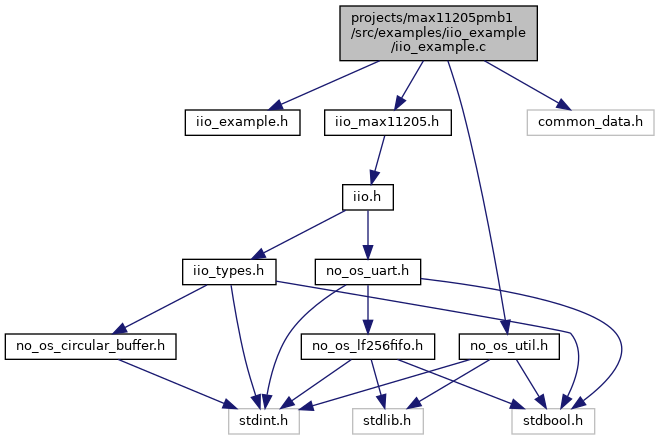 projects/max11205pmb1
/src/examples/iio_example
/iio_example.c
iio_example.h
iio_max11205.h
common_data.h
iio.h
iio_types.h
no_os_uart.h
no_os_circular_buffer.h
no_os_lf256fifo.h
no_os_util.h
stdint.h
stdlib.h
stdbool.h